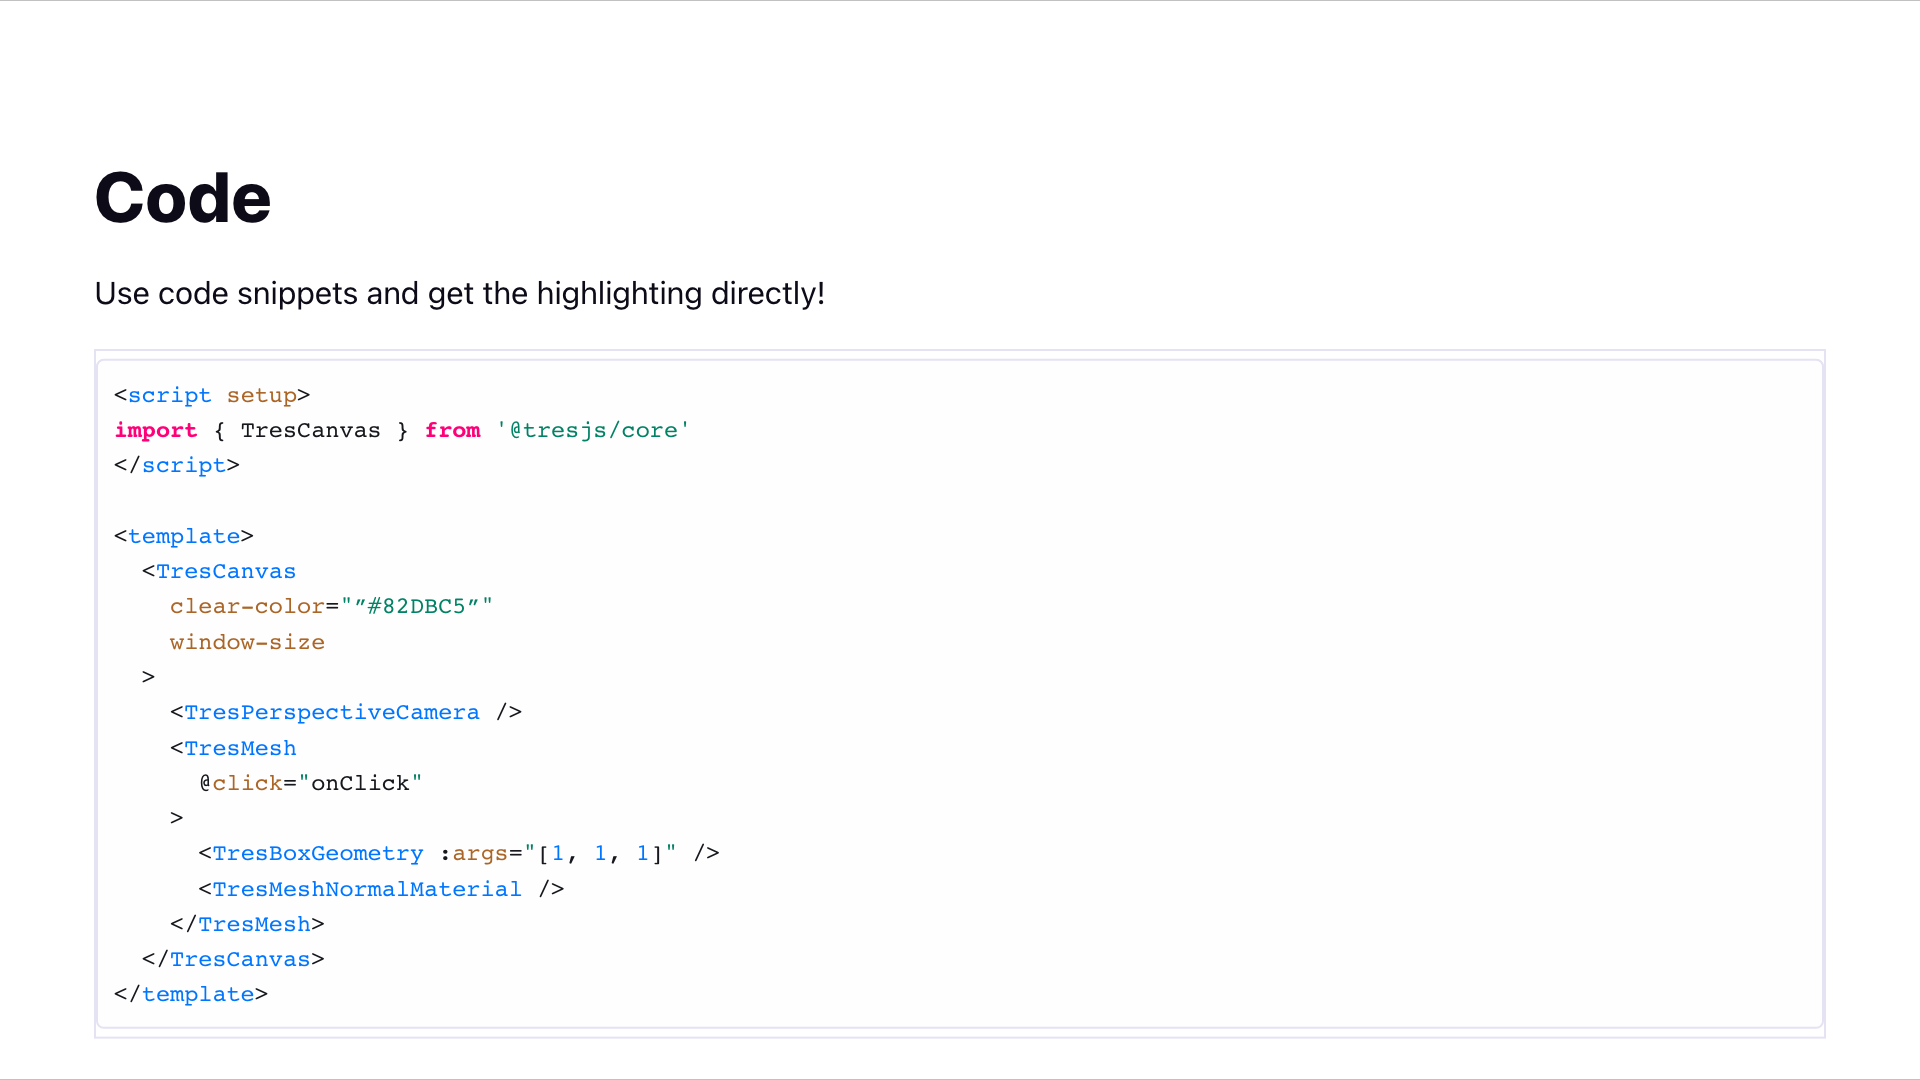 Code
Use code snippets and get the highlighting directly!
<script setup>
import { TresCanvas } from '@tresjs/core'
</script>

<template>
  <TresCanvas
    clear-color="”#82DBC5”"
    window-size
  >
    <TresPerspectiveCamera />
    <TresMesh
      @click="onClick"
    >
      <TresBoxGeometry :args="[1, 1, 1]" />
      <TresMeshNormalMaterial />
    </TresMesh>
  </TresCanvas>
</template>